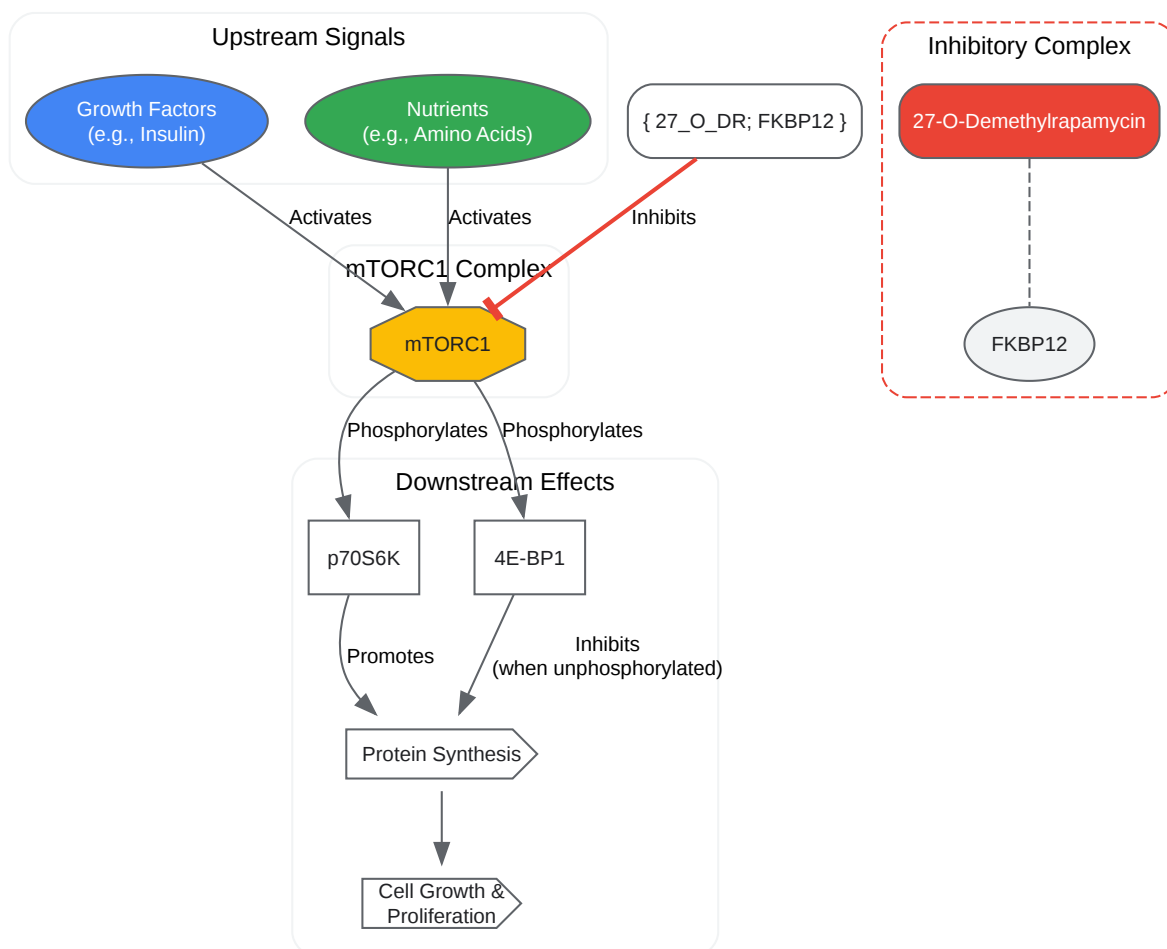 Upstream Signals
Inhibitory Complex
Growth Factors
(e.g., Insulin)
Nutrients
(e.g., Amino Acids)
{ 27_O_DR; FKBP12 }
27-O-Demethylrapamycin
Activates
Activates
Inhibits
mTORC1 Complex
mTORC1
FKBP12
Phosphorylates
Phosphorylates
Downstream Effects
p70S6K
4E-BP1
Promotes
Inhibits
(when unphosphorylated)
Protein Synthesis
Cell Growth &
Proliferation